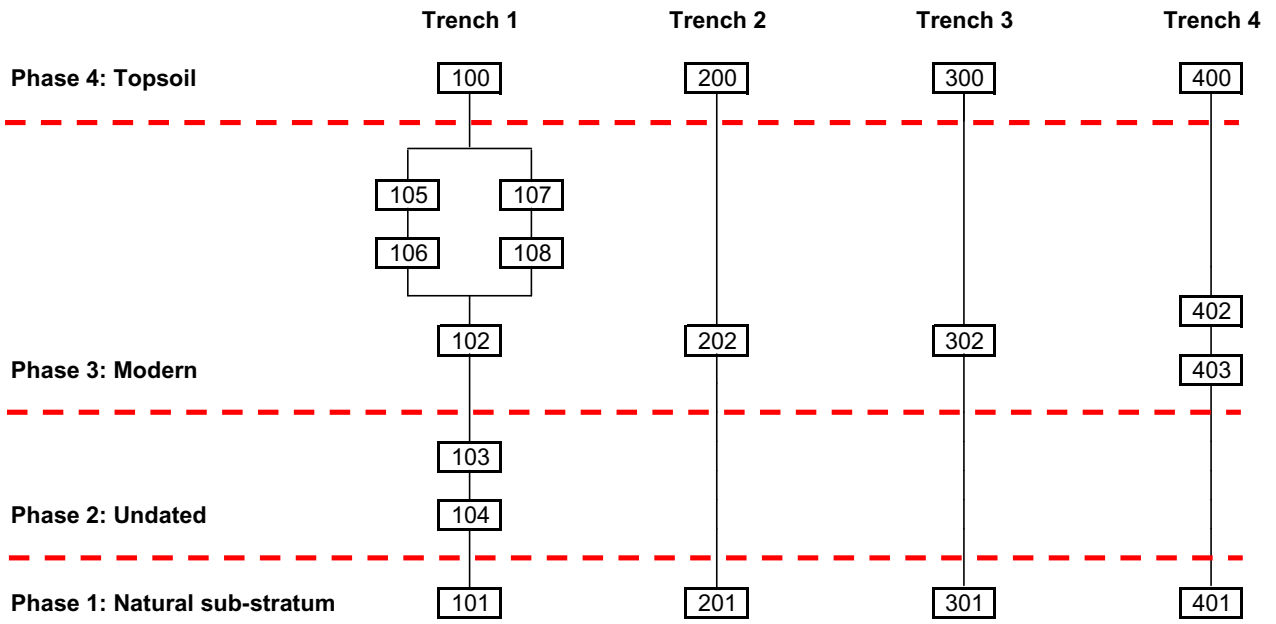 Trench 1 Trench 2 Trench 3 Trench 4
Phase 4: Topsoil 100 200 300 400
105 107
106 108
402
102 202 302
Phase 3: Modern 403
103
Phase 2: Undated 104
Phase 1: Natural sub-stratum 101 201 301 401